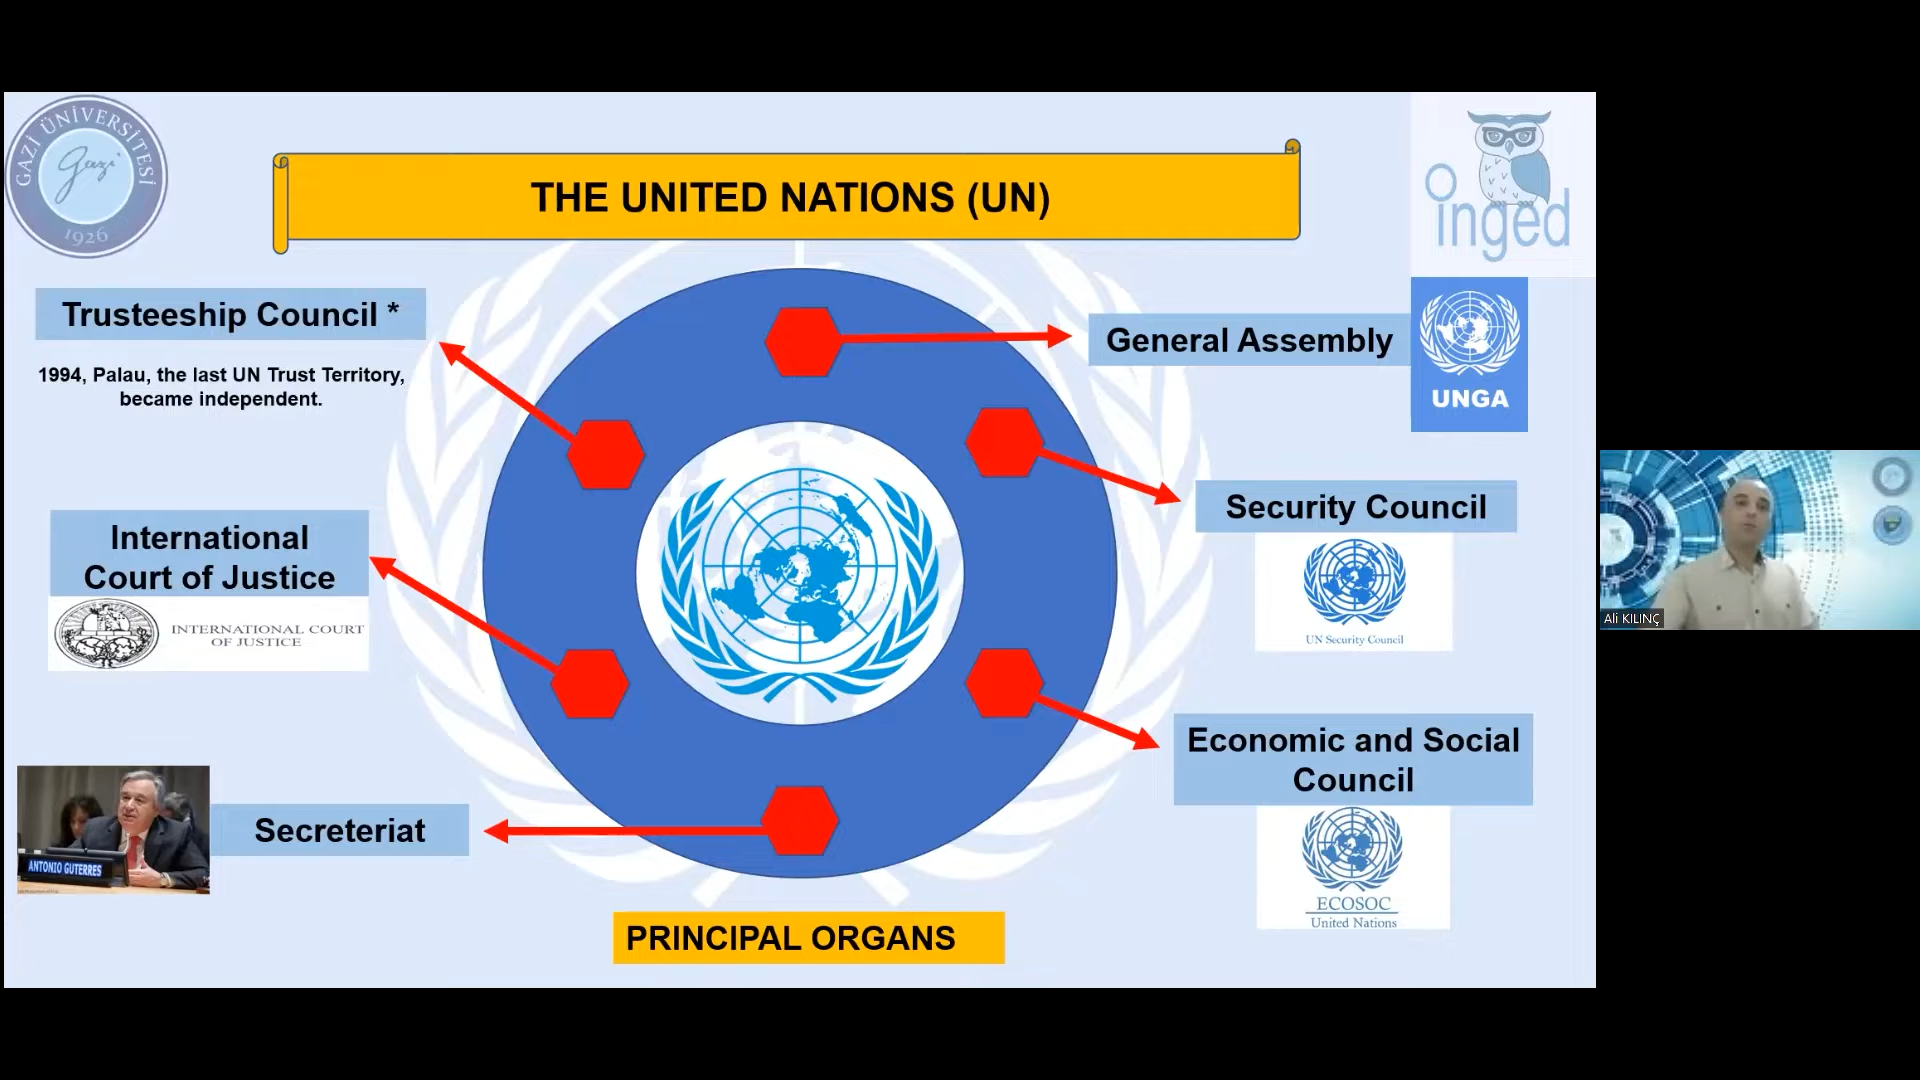 GAZİ ÜNİVERSİTESİ
Gazi
1926
THE UNITED NATIONS (UN)
inged
Trusteeship Council *
1994, Palau, the last UN Trust Territory,
became independent.
General Assembly
UNGA
Security Council
UN Security Council
International
Court of Justice
INTERNATIONAL COURT
OF JUSTICE
Economic and Social
Council
ECOSOC
United Nations
ANTONIO GUTERRES
Secreteriat
PRINCIPAL ORGANS
Ali KILINÇ